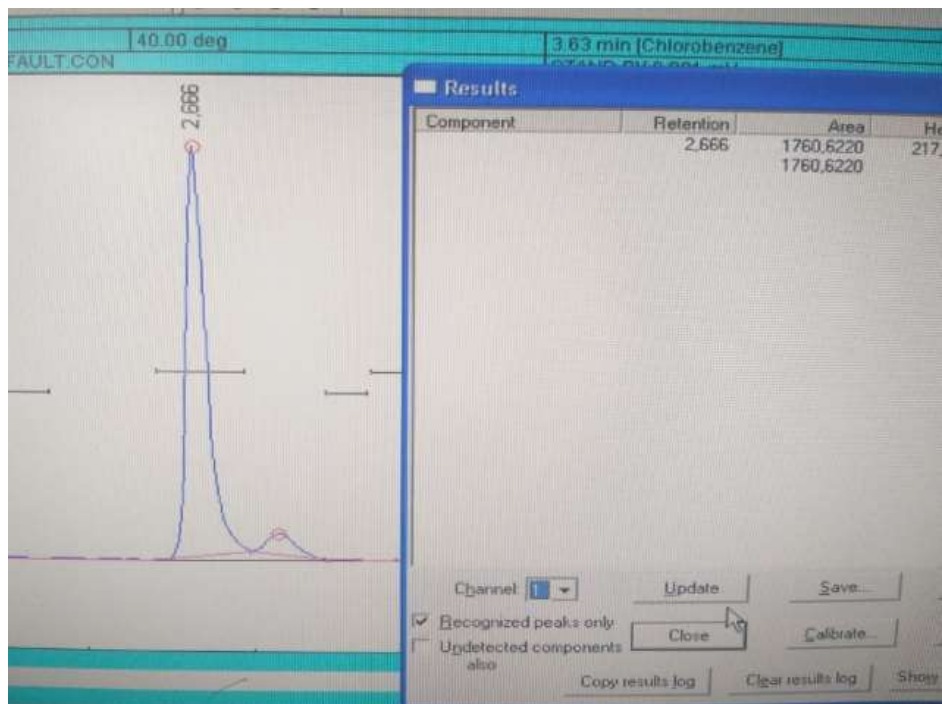 40.00 deg
3.63 min [Chlorobenzene]
FAULT.CON
2,666
Results
Component Retention Area
2,666 1760,6220 217,
1760,6220
Channel: 1
Update
Save...
Recognized peaks only
Close
Calibrate...
Undetected components
also
Copy results log
Clear results log
Show